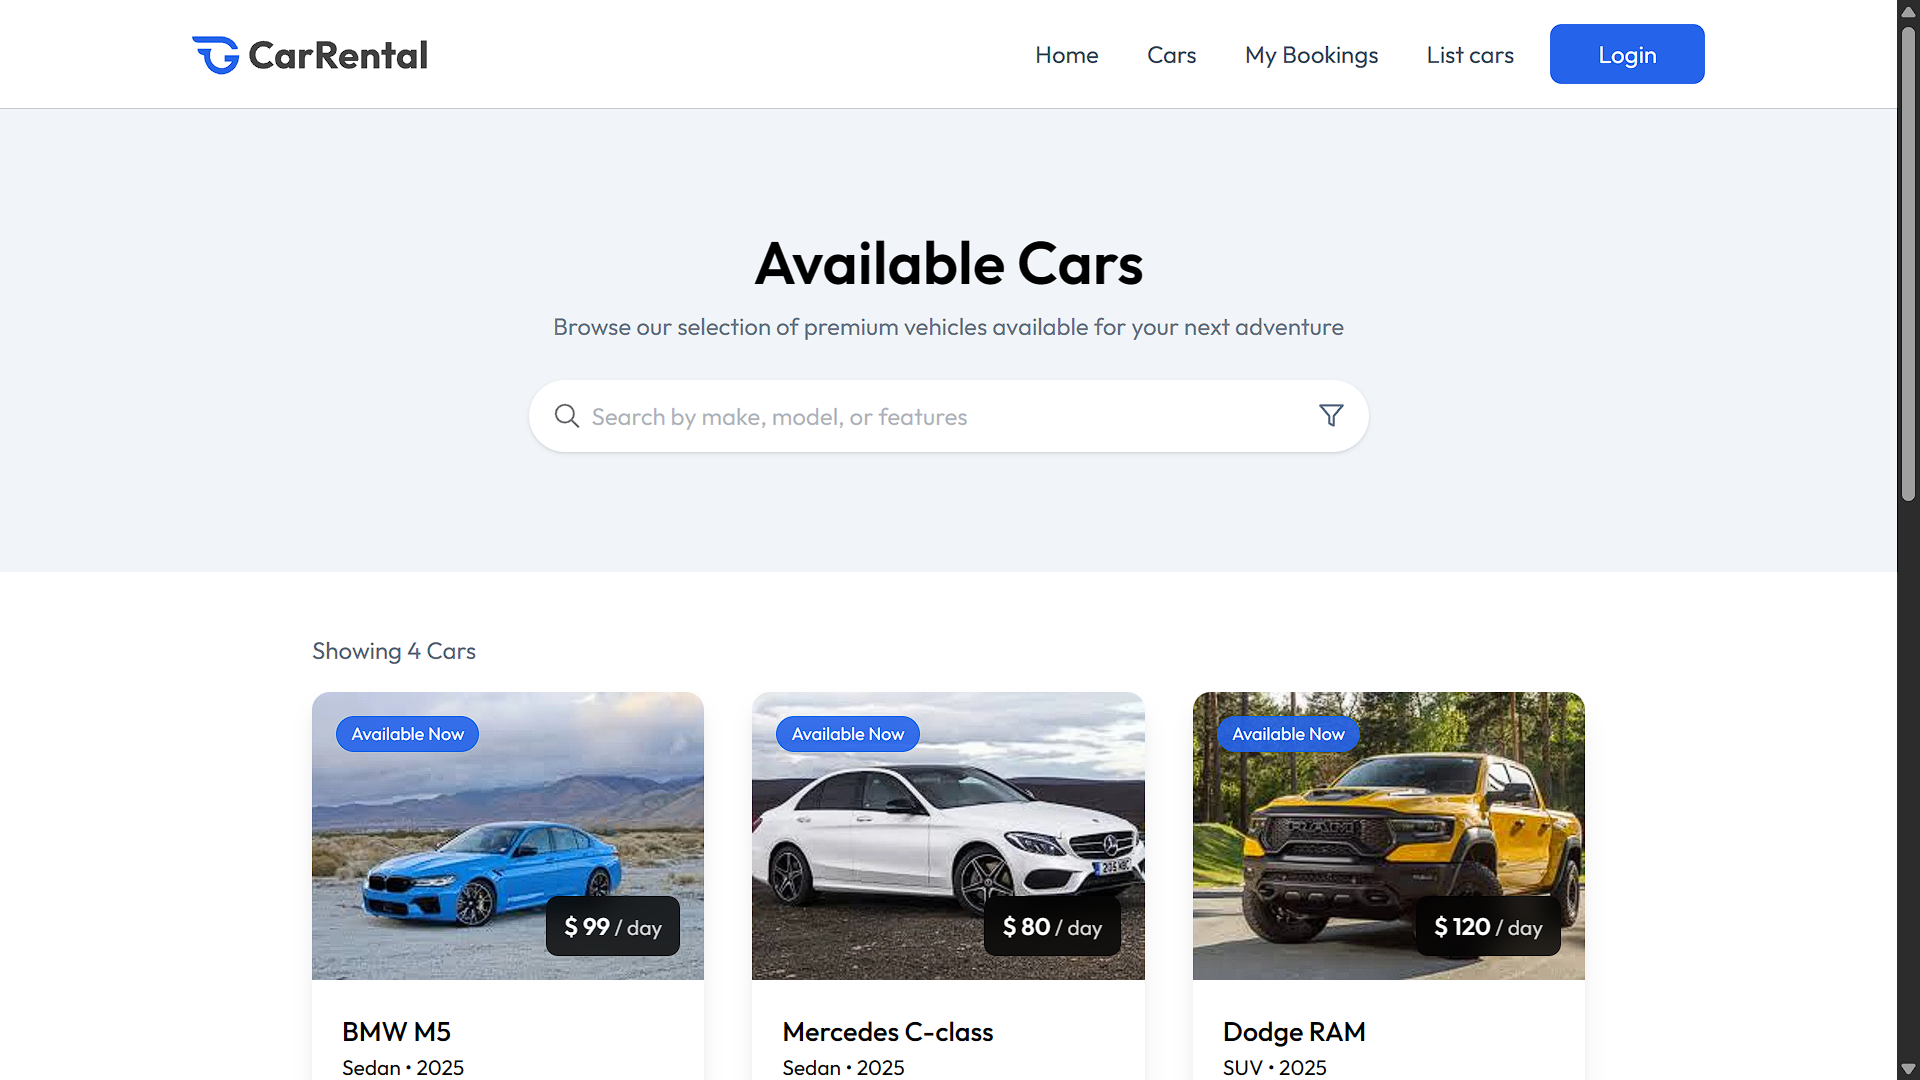 CarRental
Home
Cars
My Bookings
List cars
Login
Available Cars
Browse our selection of premium vehicles available for your next adventure
Search by make, model, or features
Showing 4 Cars
Available Now
$ 99 / day
BMW M5
Sedan • 2025
Available Now
$ 80 / day
Mercedes C-class
Sedan • 2025
Available Now
RAM
$ 120 / day
Dodge RAM
SUV • 2025